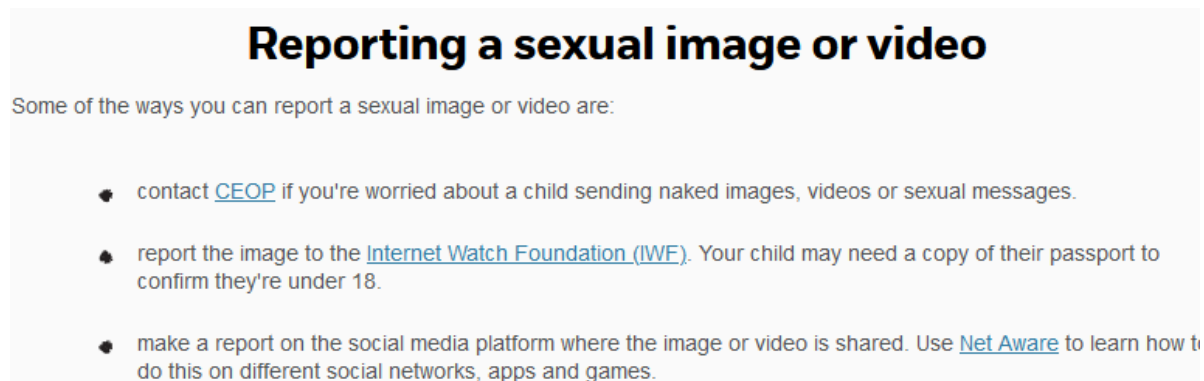 Reporting a sexual image or video
Some of the ways you can report a sexual image or video are:
contact CEOP if you're worried about a child sending naked images, videos or sexual messages.
report the image to the Internet Watch Foundation (IWF). Your child may need a copy of their passport to
confirm they're under 18.
make a report on the social media platform where the image or video is shared. Use Net Aware to learn how to
do this on different social networks, apps and games.